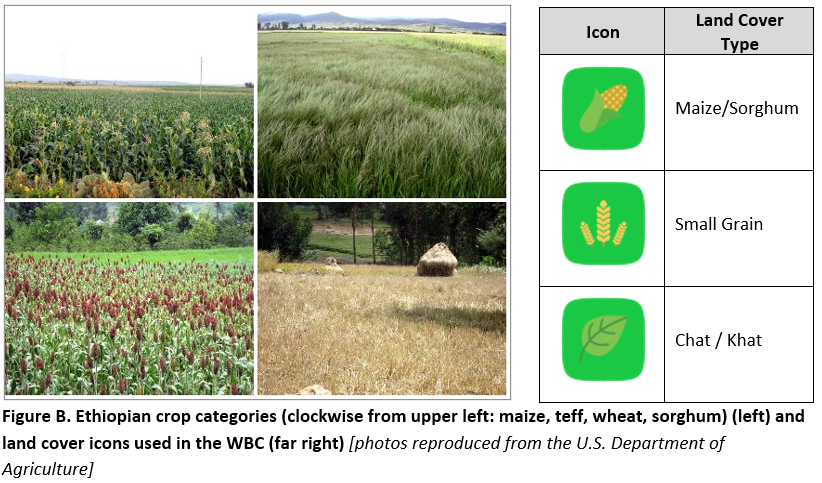 Icon
Land Cover
Type
Maize/Sorghum
Small Grain
Chat / Khat
Figure B. Ethiopian crop categories (clockwise from upper left: maize, teff, wheat, sorghum) (left) and
land cover icons used in the WBC (far right) [photos reproduced from the U.S. Department of
Agriculture]